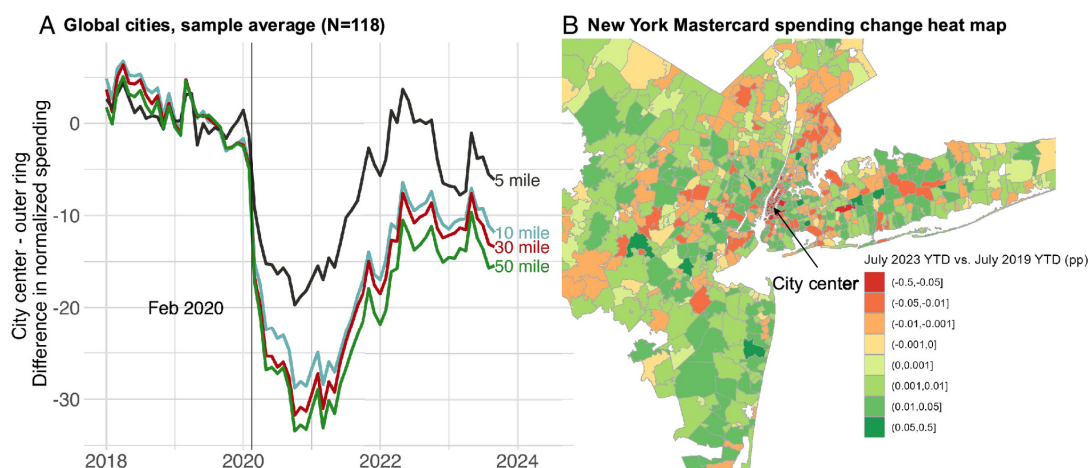 A Global cities, sample average (N=118)
City center - outer ring
Difference in normalized spending
0
-10
-20
-30
Feb 2020
5 mile
10 mile
30 mile
50 mile
2018
2020
2022
2024
B New York Mastercard spending change heat map
City center
July 2023 YTD vs. July 2019 YTD (pp)
(-0.5,-0.05]
(-0.05,-0.01]
(-0.01,-0.001]
(-0.001,0]
(0,0.001]
(0.001,0.01]
(0.01,0.05]
(0.05,0.5]